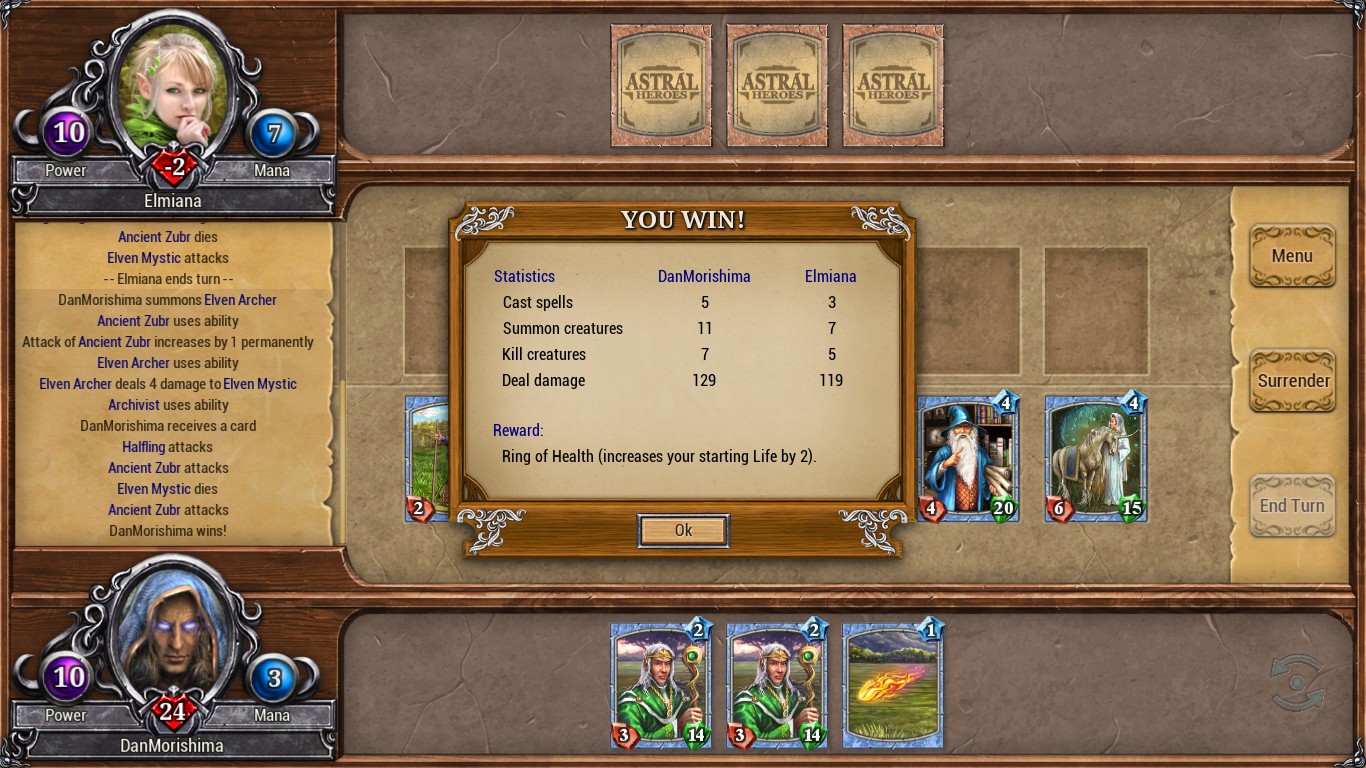 ASTRAL
HEROES
ASTRAL
HEROES
ASTRAL
HEROES
10
7
Power
-2
Mana
Elmiana
Ancient Zubr dies
Elven Mystic attacks
-- Elmiana ends turn --
DanMorishima summons Elven Archer
Ancient Zubr uses ability
Attack of Ancient Zubr increases by 1 permanently
Elven Archer uses ability
Elven Archer deals 4 damage to Elven Mystic
Archivist uses ability
DanMorishima receives a card
Halfling attacks
Ancient Zubr attacks
Elven Mystic dies
Ancient Zubr attacks
DanMorishima wins!
YOU WIN!
Statistics DanMorishima Elmiana
Cast spells 5 3
Summon creatures 11 7
Kill creatures 7 5
Deal damage 129 119
Reward:
Ring of Health (increases your starting Life by 2).
Ok
2
4
4 20
4
6 15
Menu
Surrender
End Turn
10
3
Power
24
Mana
DanMorishima
2
3 14
2
3 14
1